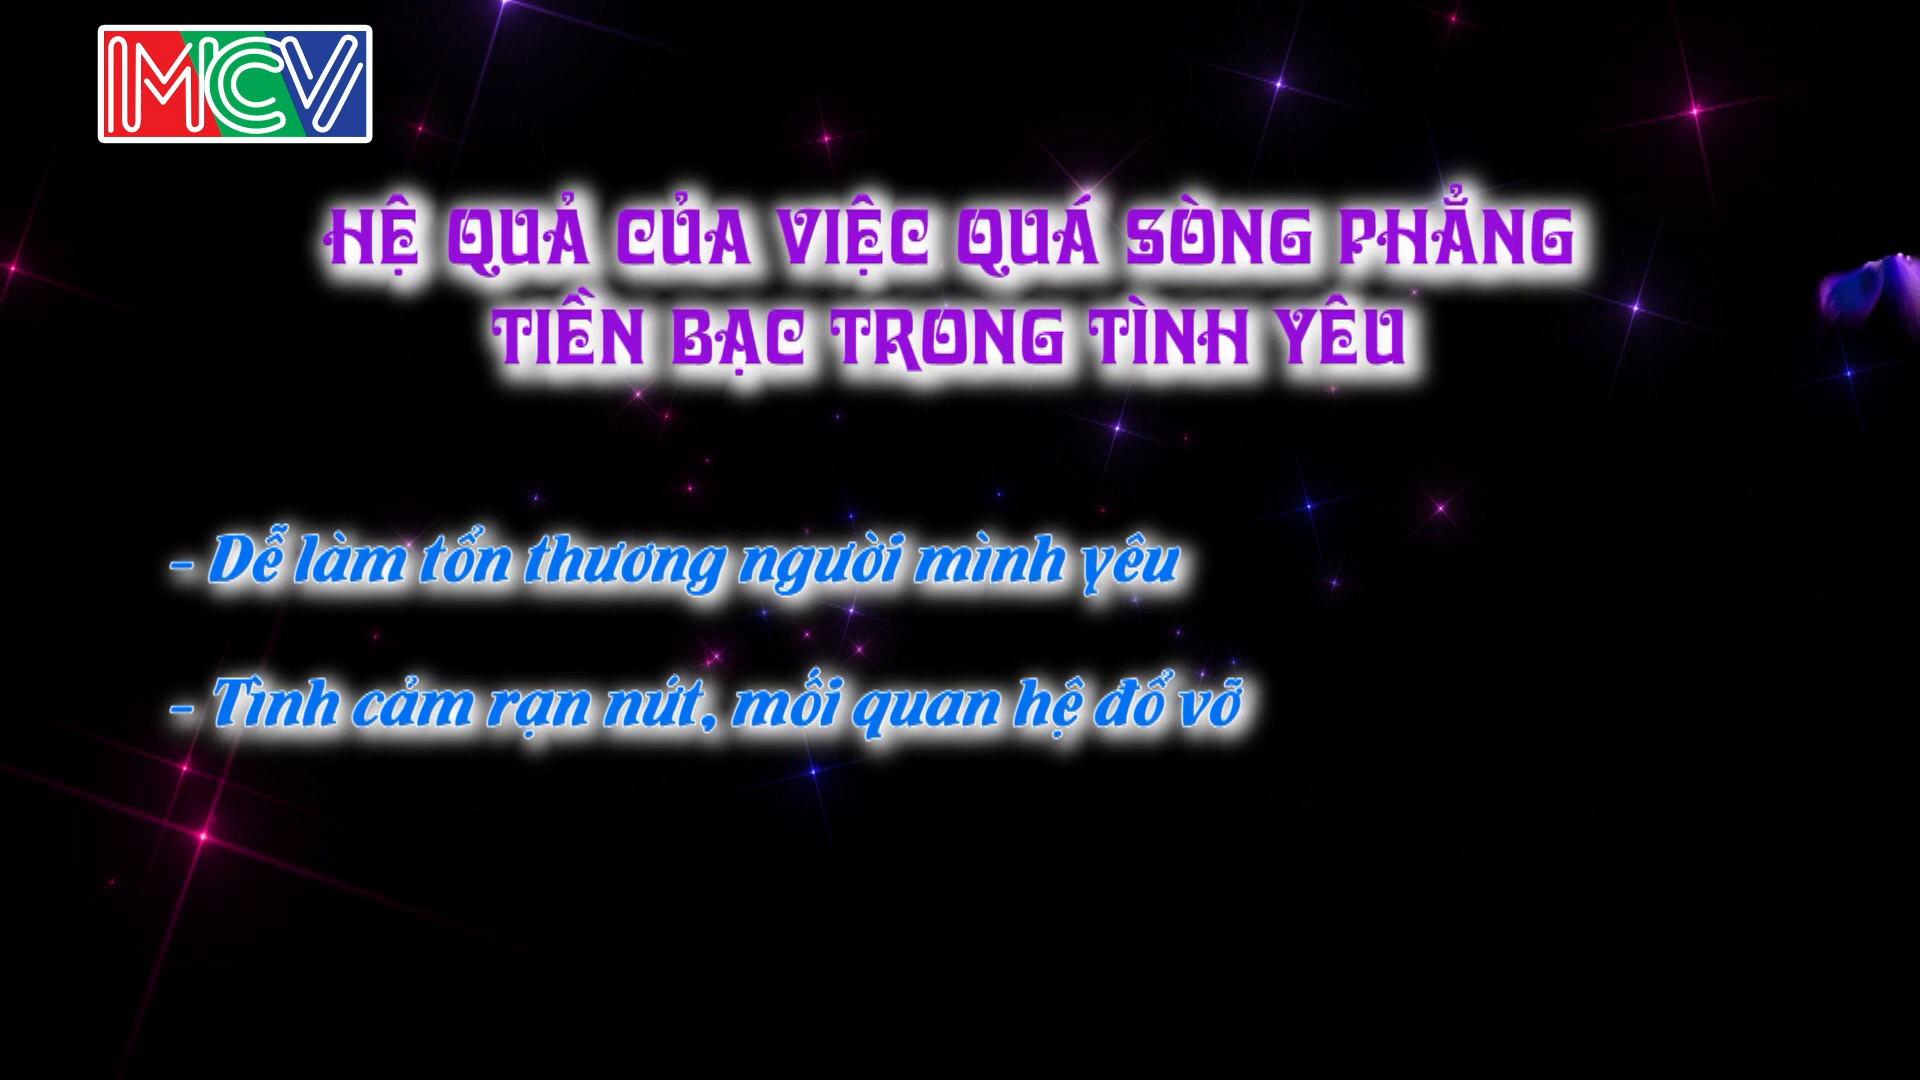 MCV
HỆ QUẢ CỦA VIỆC QUÁ SÒNG PHẲNG
TIỀN BẠC TRONG TÌNH YÊU
- Dễ làm tổn thương người mình yêu
- Tình cảm rạn nứt, mối quan hệ đổ vỡ